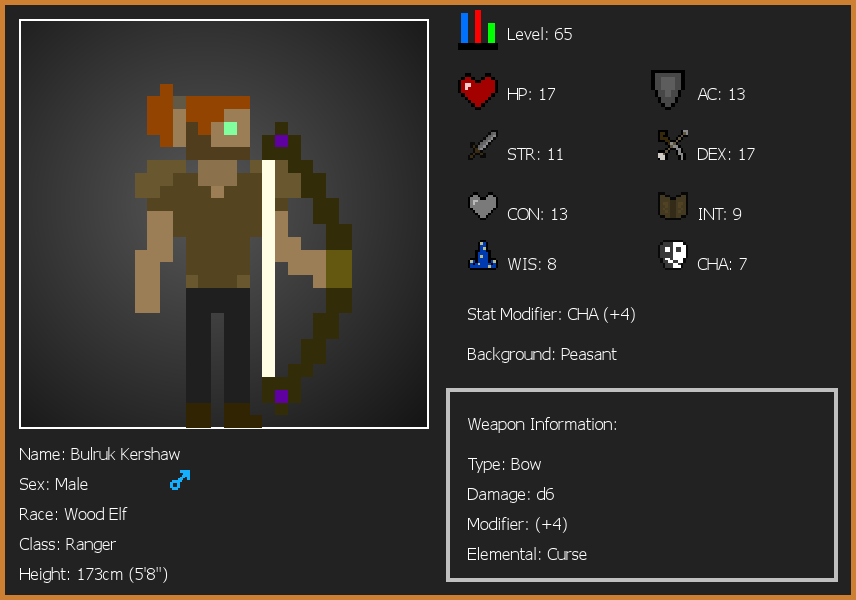 Level: 65
HP: 17
AC: 13
STR: 11
DEX: 17
CON: 13
INT: 9
WIS: 8
CHA: 7
Stat Modifier: CHA (+4)
Background: Peasant
Weapon Information:
Type: Bow
Damage: d6
Modifier: (+4)
Elemental: Curse
Name: Bulruk Kershaw
Sex: Male
Race: Wood Elf
Class: Ranger
Height: 173cm (5'8")